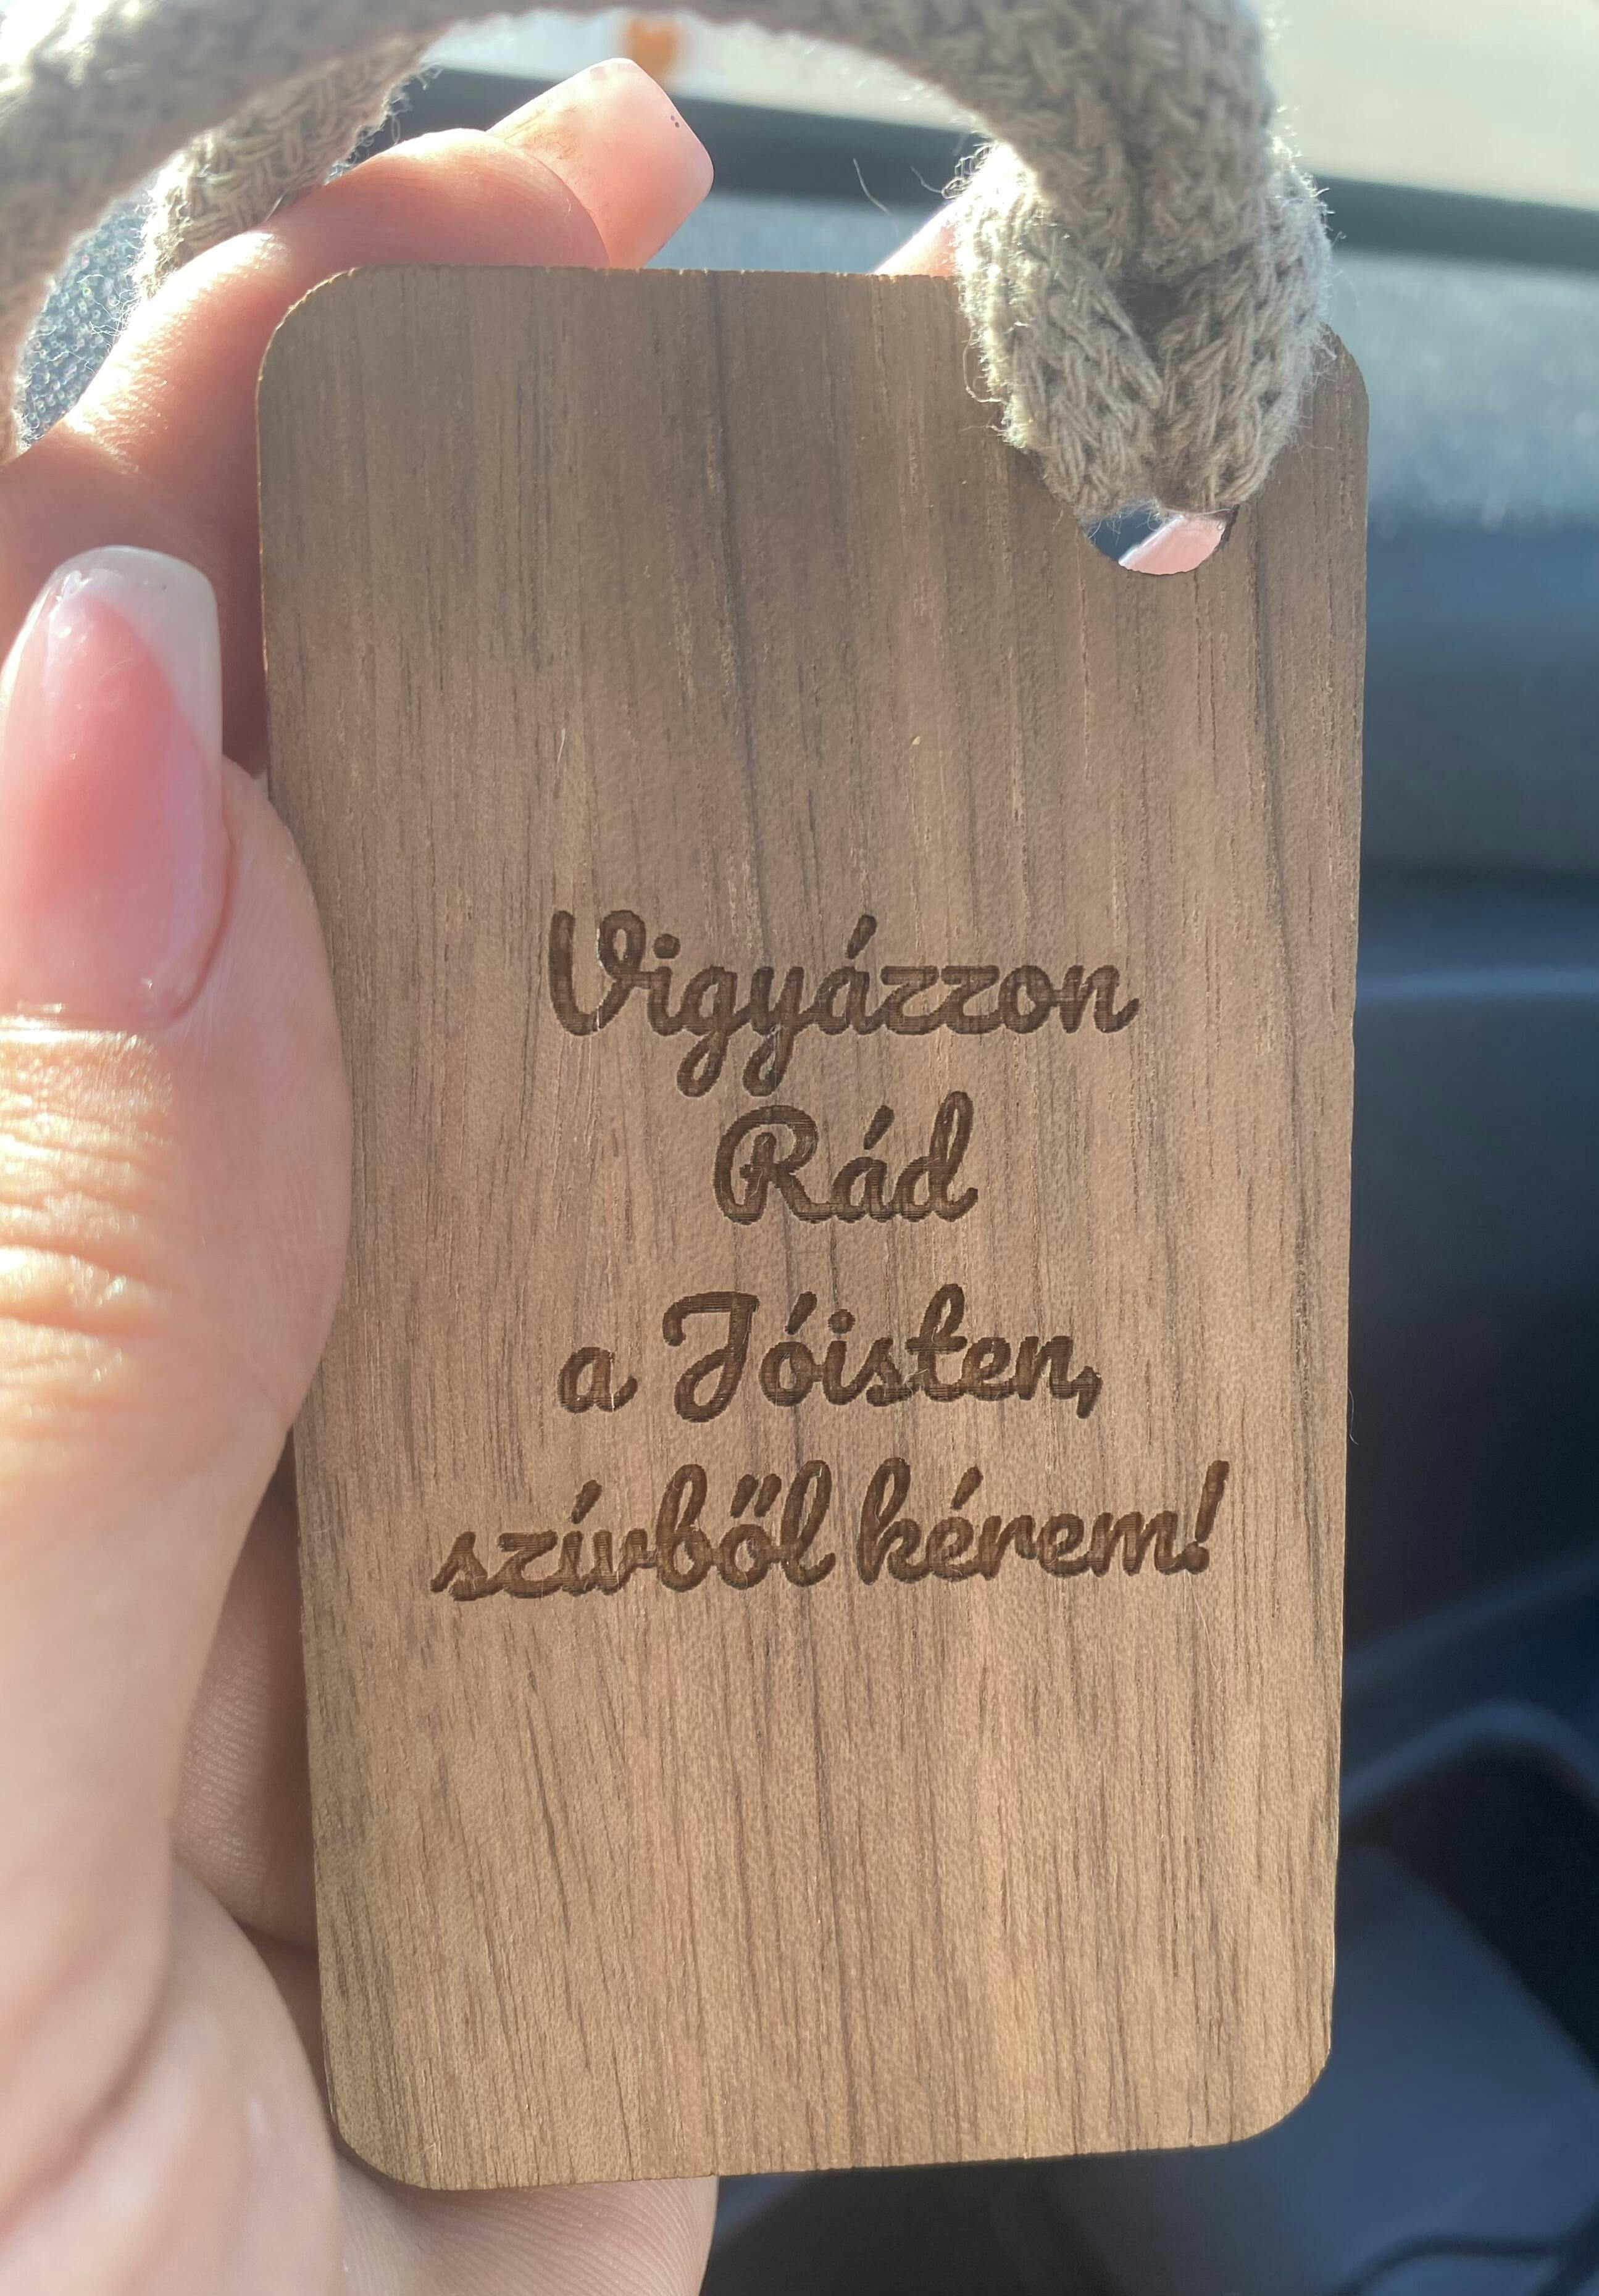 Vigyázzon
Rád
a Jóisten,
szívből kérem!